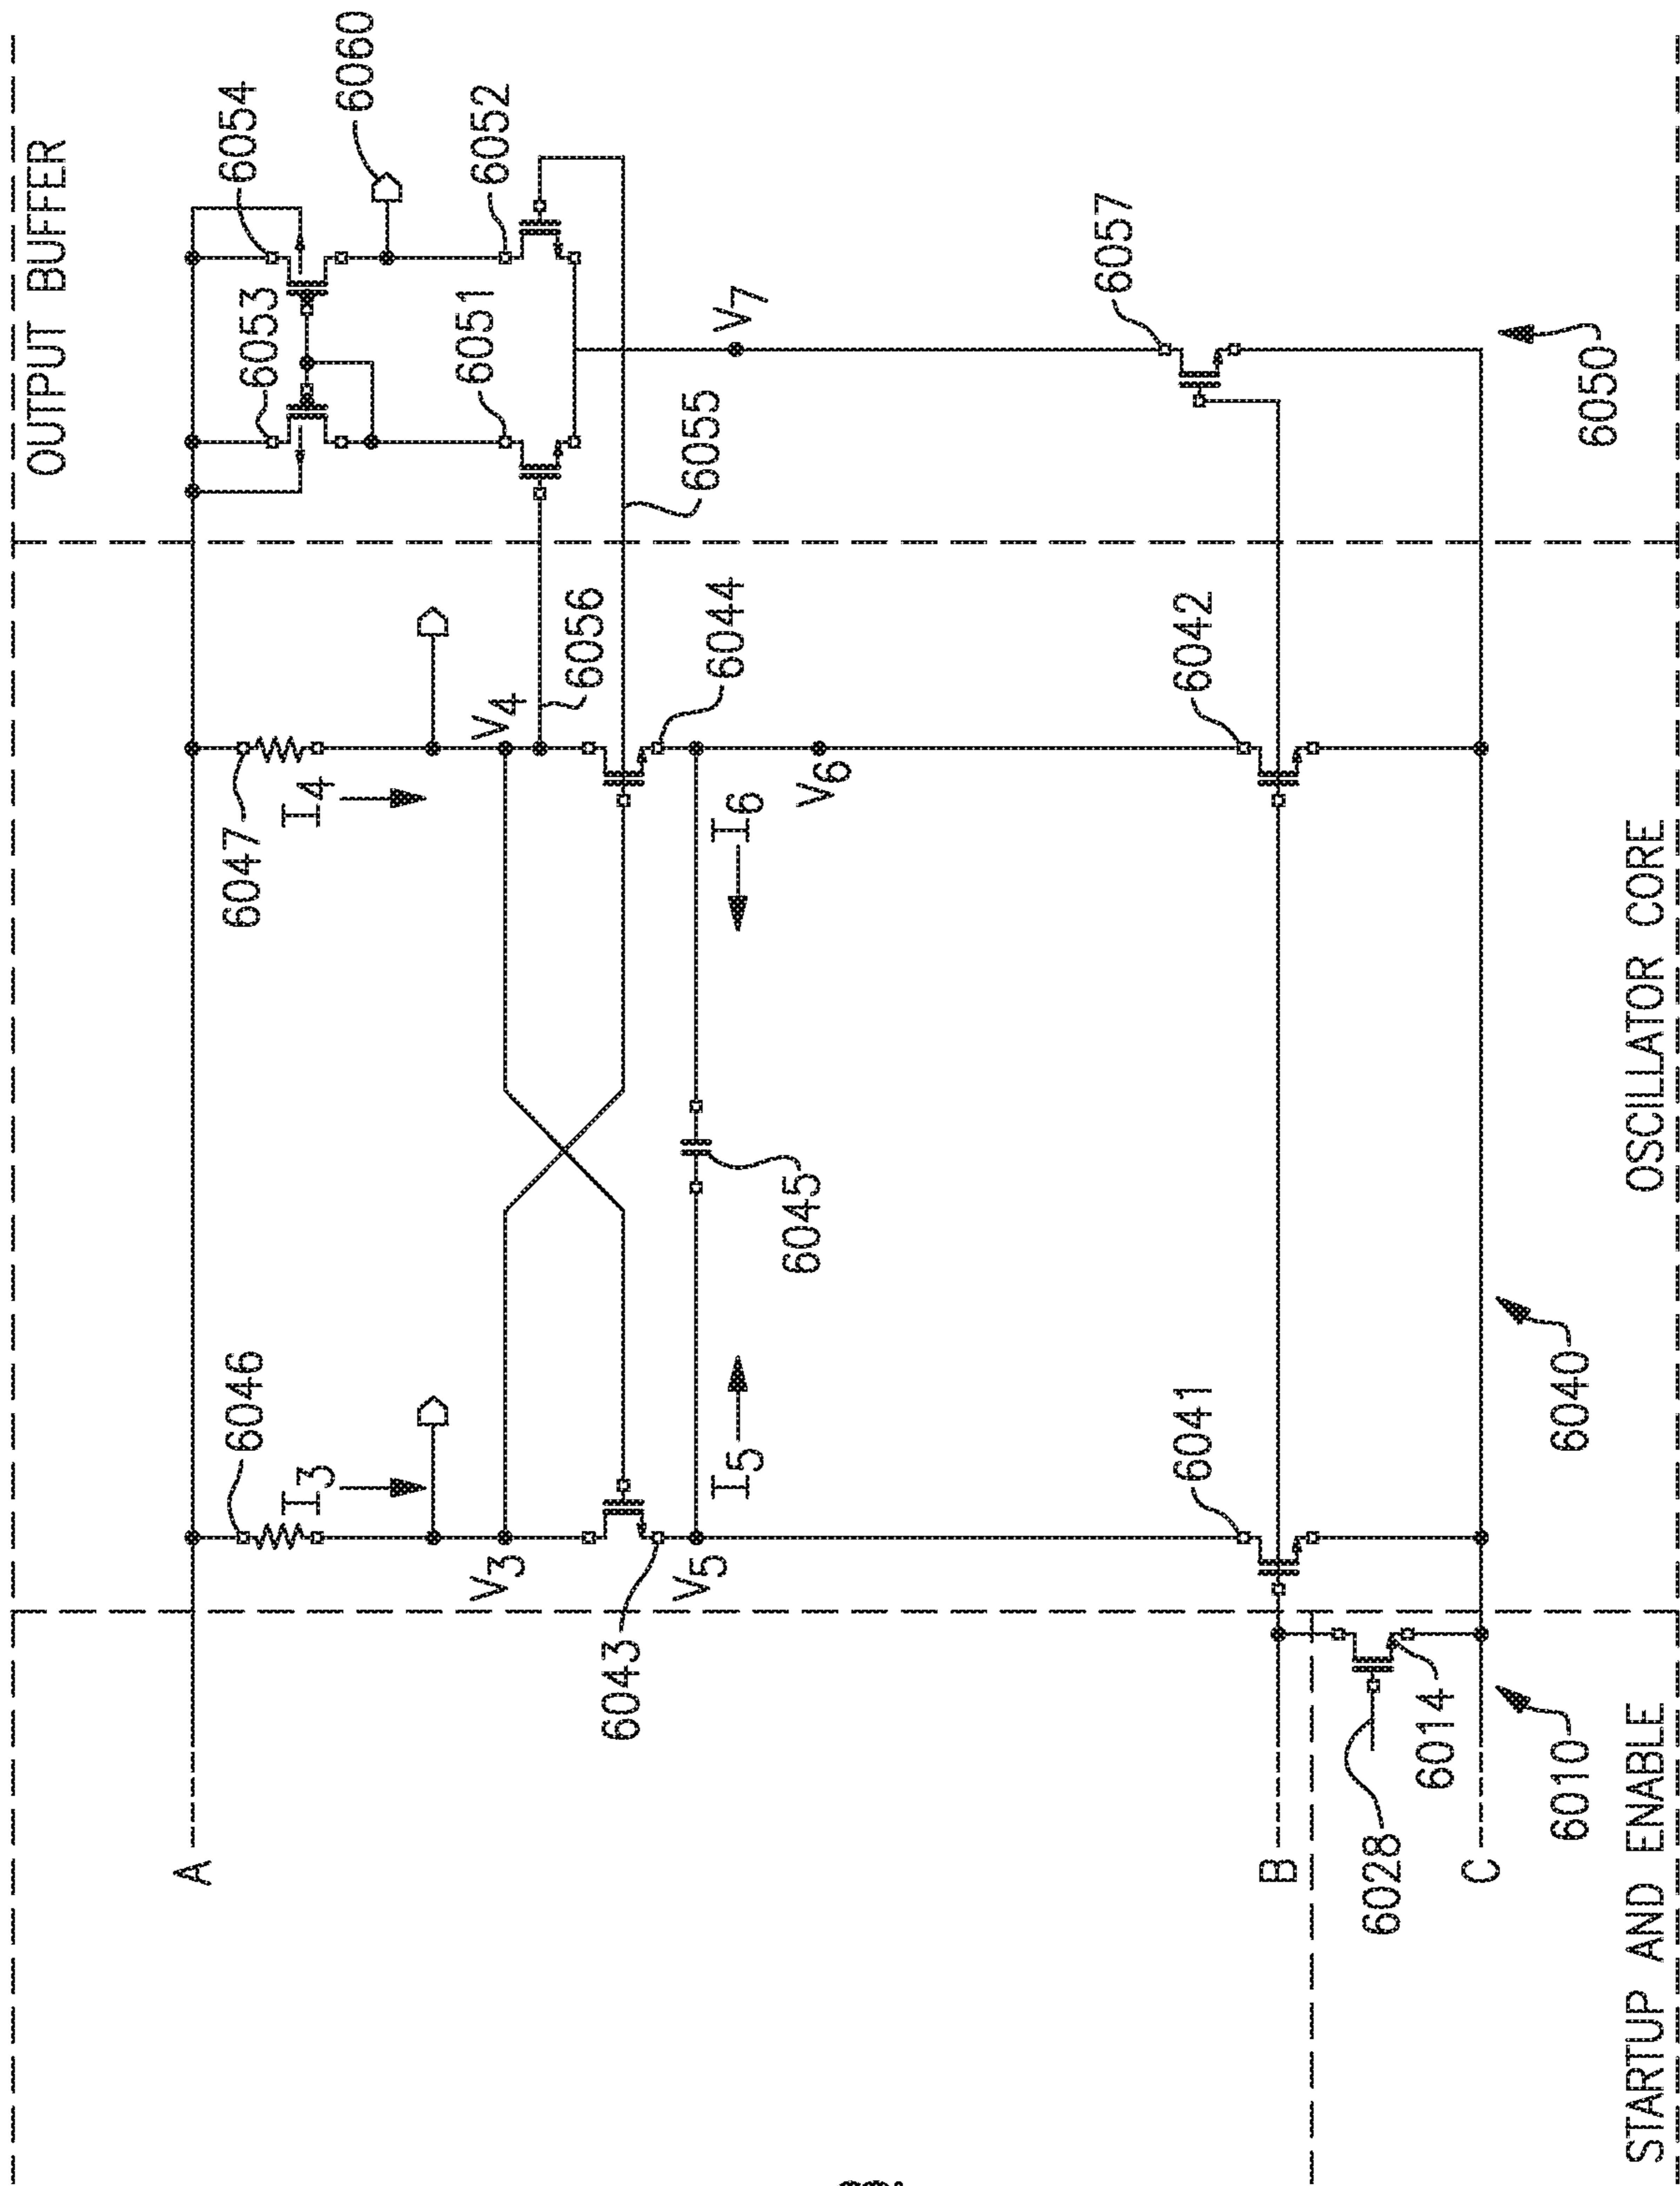 OUTPUT BUFFER
6054
6060
6053
6052
6051
V7
6057
6055
6050
6047
I4
V4
6056
6044
I6
V6
6042
OSCILLATOR CORE
6046
I3
V3
6045
I5
V5
6043
6041
6040
A
B
C
6028
6014
6010
STARTUP AND ENABLE